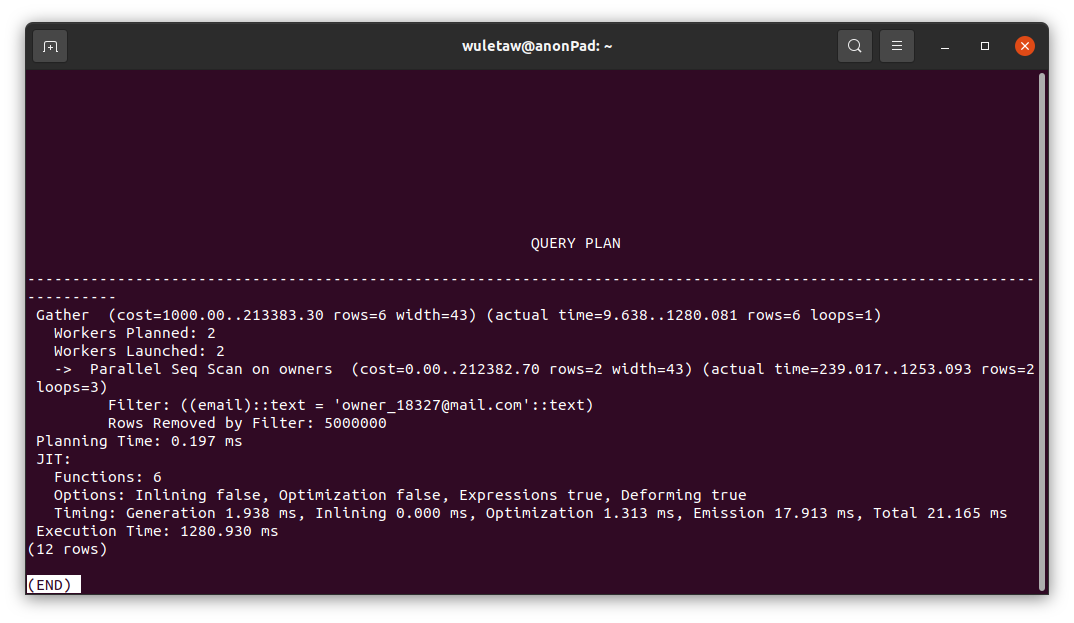 wuletaw@anonPad: ~
QUERY PLAN
----------------------------------------------------------------------------------------------------------------
----------
Gather  (cost=1000.00..213383.30 rows=6 width=43) (actual time=9.638..1280.081 rows=6 loops=1)
  Workers Planned: 2
  Workers Launched: 2
  ->  Parallel Seq Scan on owners  (cost=0.00..212382.70 rows=2 width=43) (actual time=239.017..1253.093 rows=2
loops=3)
        Filter: ((email)::text = 'owner_18327@mail.com'::text)
        Rows Removed by Filter: 5000000
Planning Time: 0.197 ms
JIT:
  Functions: 6
  Options: Inlining false, Optimization false, Expressions true, Deforming true
  Timing: Generation 1.938 ms, Inlining 0.000 ms, Optimization 1.313 ms, Emission 17.913 ms, Total 21.165 ms
Execution Time: 1280.930 ms
(12 rows)
(END)